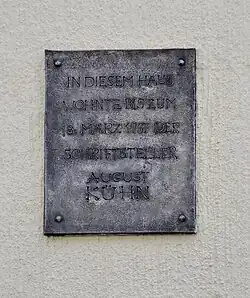 IN DIESEM HAUS
WOHNTE BIS ZUM
MÄRZ DER
SCHRIFTSTELLER
AUGUST
KÜHN